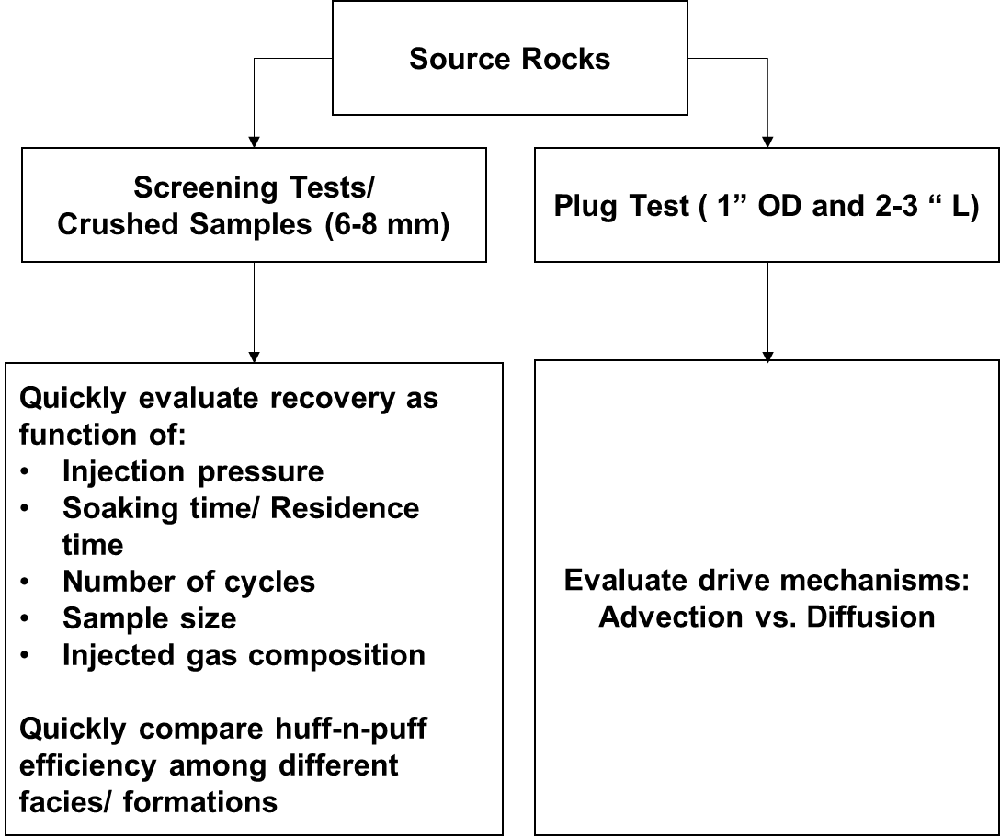 Source Rocks
Screening Tests/
Crushed Samples (6-8 mm)
Plug Test ( 1” OD and 2-3 “ L)
Quickly evaluate recovery as
function of:
• Injection pressure
• Soaking time/ Residence
time
• Number of cycles
• Sample size
• Injected gas composition
Quickly compare huff-n-puff
efficiency among different
facies/ formations
Evaluate drive mechanisms:
Advection vs. Diffusion